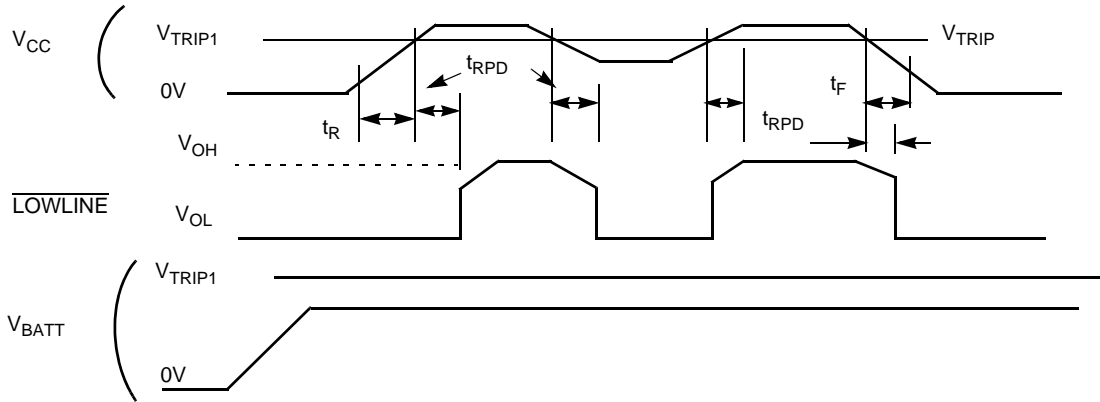 V_CC
V_TRIP1
V_TRIP
t_RPD
0V
t_F
t_R
t_RPD
V_OH
LOWLINE
V_OL
V_TRIP1
V_BATT
0V